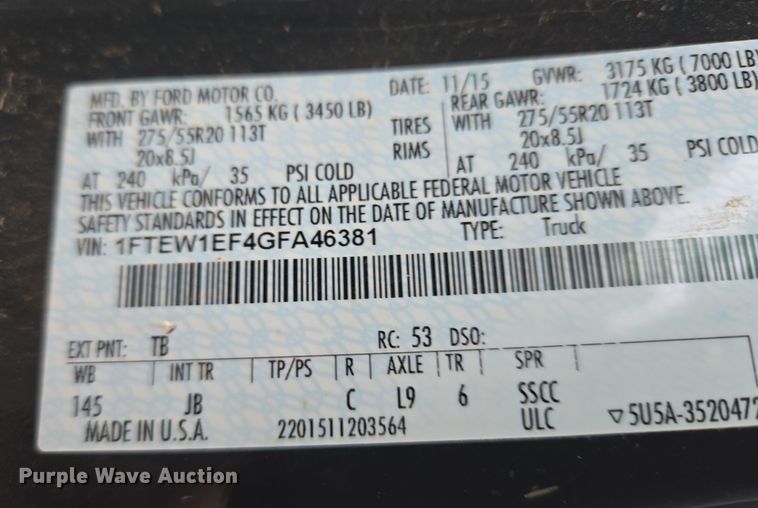 MFD. BY FORD MOTOR CO. DATE: 11/15 GVWR: 3175 KG ( 7000 LB
FRONT GAWR: 1565 KG ( 3450 LB) REAR GAWR: 1724 KG ( 3800 LB)
WITH 275/55R20 113T TIRES WITH 275/55R20 113T
20x8.5J RIMS 20x8.5J
AT 240 kPa/ 35 PSI COLD AT 240 kPa/ 35 PSI COLD
THIS VEHICLE CONFORMS TO ALL APPLICABLE FEDERAL MOTOR VEHICLE
SAFETY STANDARDS IN EFFECT ON THE DATE OF MANUFACTURE SHOWN ABOVE.
VIN: 1FTEW1EF4GFA46381 TYPE: Truck
EXT PNT: TB RC: 53 DSO:
WB INT TR TP/PS R AXLE TR SPR
145 JB C L9 6 SSCC
MADE IN U.S.A. 2201511203564 ULC ▽5U5A-3520472
Purple Wave Auction